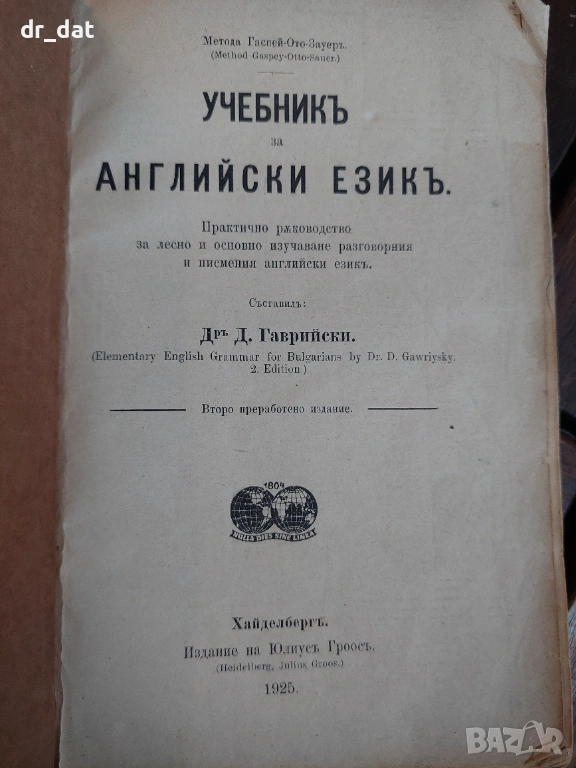 dr_dat
Метода Гаспей-Ото-Зауеръ.
(Method Gaspey-Otto-Sauer.)
УЧЕБНИКЪ
за
АНГЛИЙСКИ ЕЗИКЪ.
Практично рѫководство
за лесно и основно изучаване разговорния
и писмения английски езикъ.
Съставилъ:
Дръ Д. Гаврийски.
(Elementary English Grammar for Bulgarians by Dr. D. Gawriysky.
2. Edition)
Второ преработено издание.
1804
NULLA DIES SINE LINEA
Хайделбергъ.
Издание на Юлиусъ Гроосъ.
(Heidelberg, Julius Groos.)
1925.
BAZAR